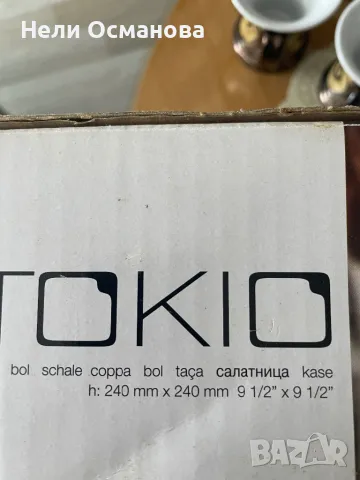 Нели Османова
TOKIO
bol schale coppa bol taça салатница kase
h: 240 mm x 240 mm 9 1/2" x 9 1/2"
BAZAR